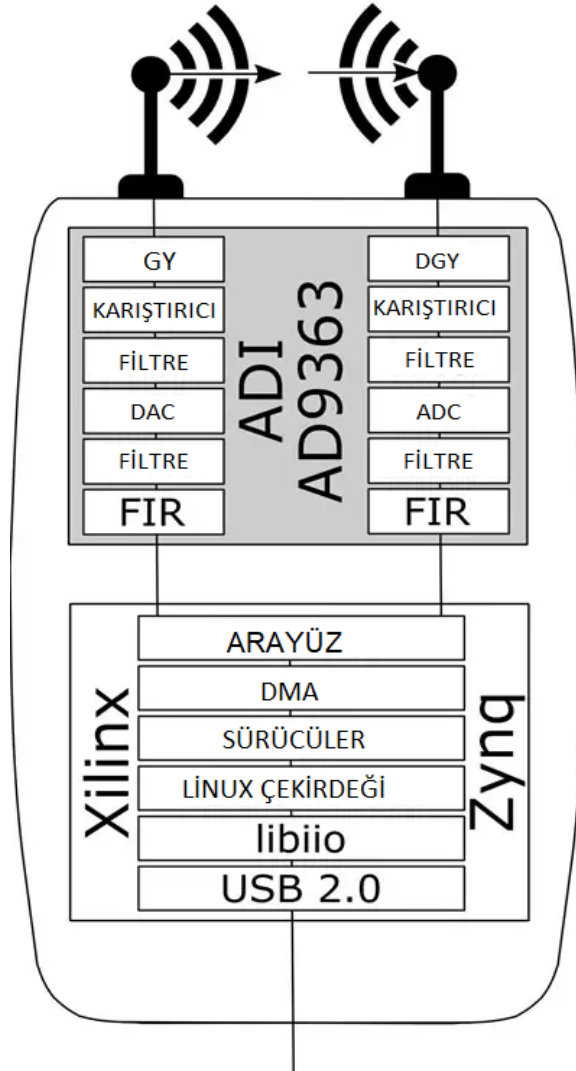 GY
KARIŞTIRICI
FİLTRE
DAC
FİLTRE
FIR
ADI
AD9363
DGY
KARIŞTIRICI
FİLTRE
ADC
FİLTRE
FIR
Xilinx
ARAYÜZ
DMA
SÜRÜCÜLER
LİNUX ÇEKİRDEĞİ
libiio
USB 2.0
Zynq